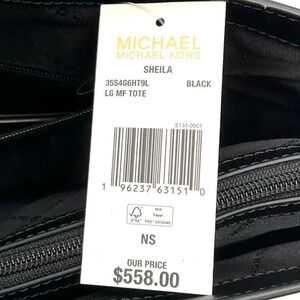 MICHAEL
MICHAEL KORS
SHEILA
35S4G6HT9L BLACK
LG MF TOTE
S131-0001
1 96237 63151 0
Paper
NS
OUR PRICE
$558.00